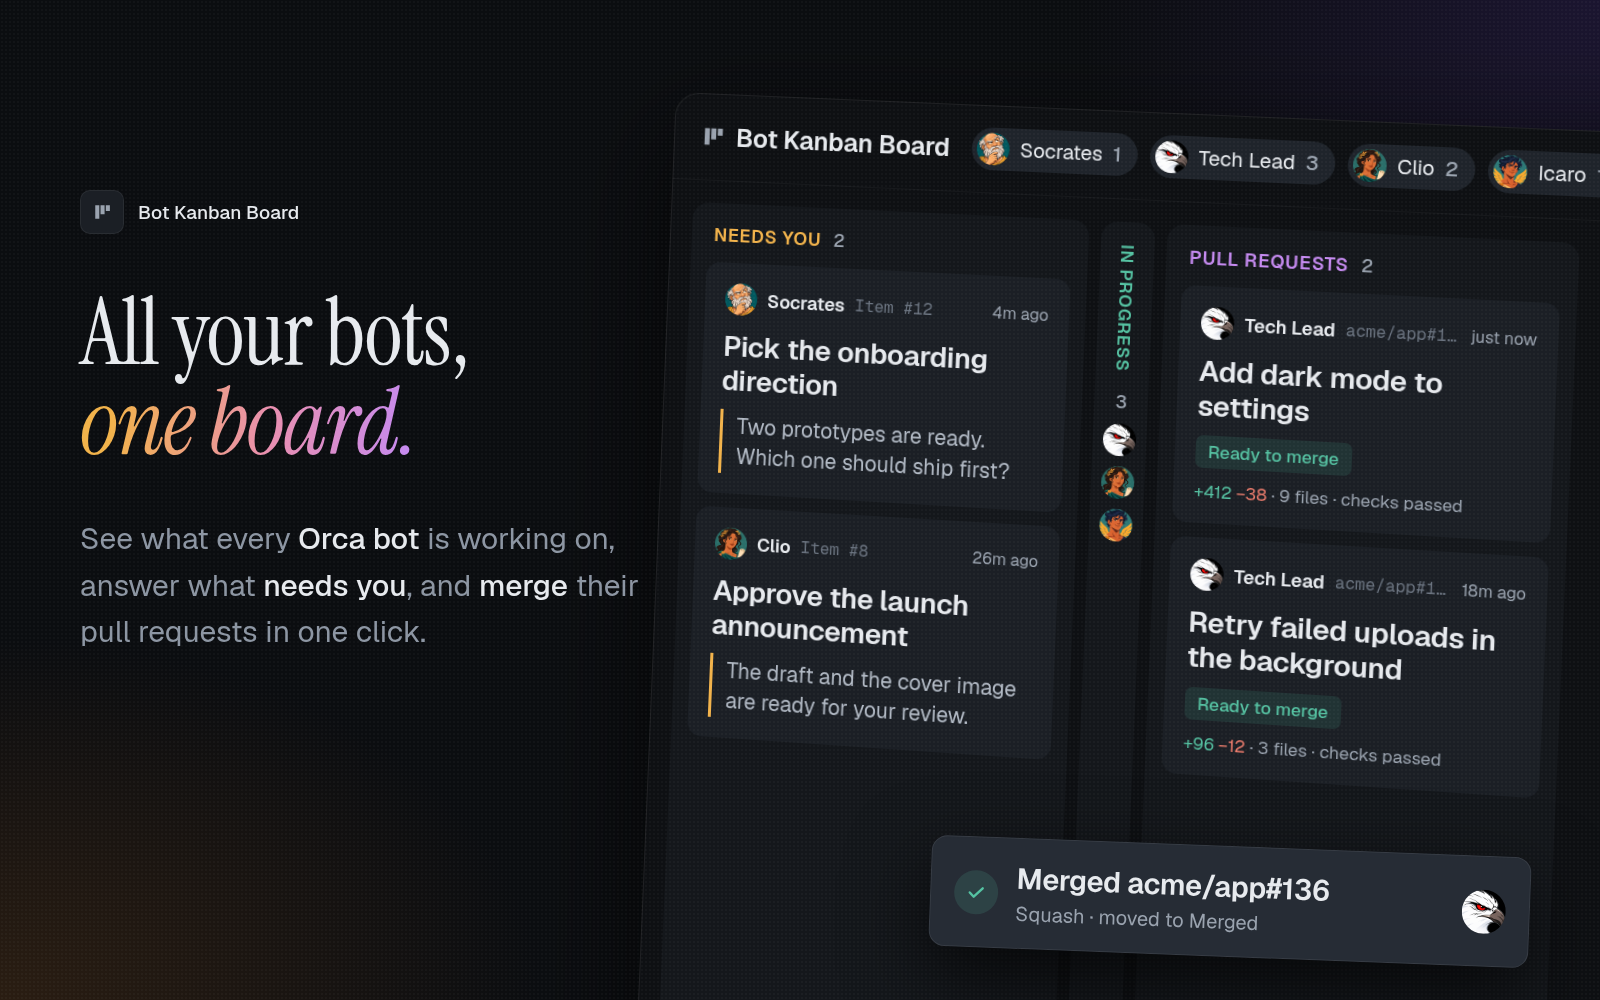 Bot Kanban Board
All your bots,
one board.
See what every Orca bot is working on,
answer what needs you, and merge their
pull requests in one click.
Bot Kanban Board
Socrates 1
Tech Lead 3
Clio 2
Icaro
NEEDS YOU 2
Socrates Item #12 4m ago
Pick the onboarding
direction
Two prototypes are ready.
Which one should ship first?
Clio Item #8 26m ago
Approve the launch
announcement
The draft and the cover image
are ready for your review.
IN PROGRESS
3
PULL REQUESTS 2
Tech Lead acme/app#1… just now
Add dark mode to
settings
Ready to merge
+412 −38 · 9 files · checks passed
Tech Lead acme/app#1… 18m ago
Retry failed uploads in
the background
Ready to merge
+96 −12 · 3 files · checks passed
Merged acme/app#136
Squash · moved to Merged